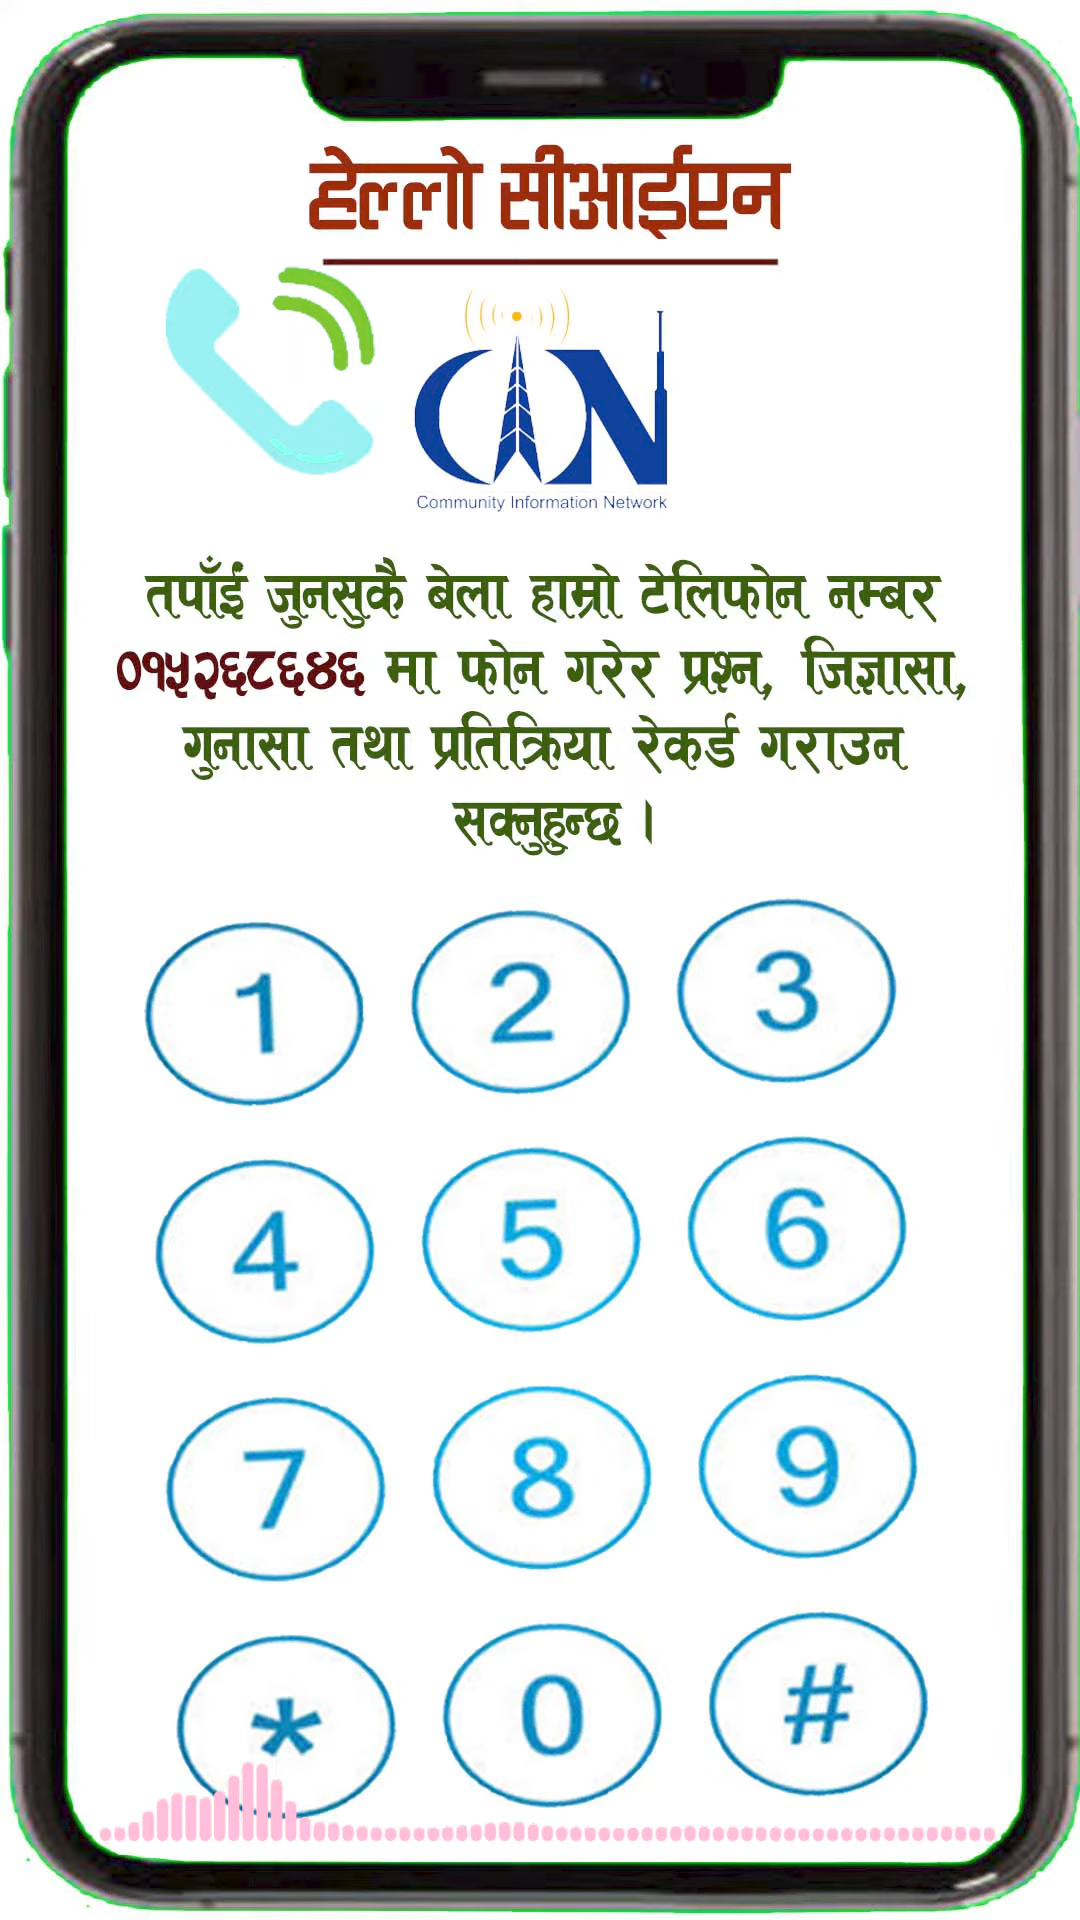 हेल्लो सीआईएन
CIN
Community Information Network
तपाँईं जुनसुकै बेला हाम्रो टेलिफोन नम्बर
०१५२६८६४६ मा फोन गरेर प्रश्न, जिज्ञासा,
गुनासा तथा प्रतिक्रिया रेकर्ड गराउन
सक्नुहुन्छ ।
1 2 3
4 5 6
7 8 9
* 0 #